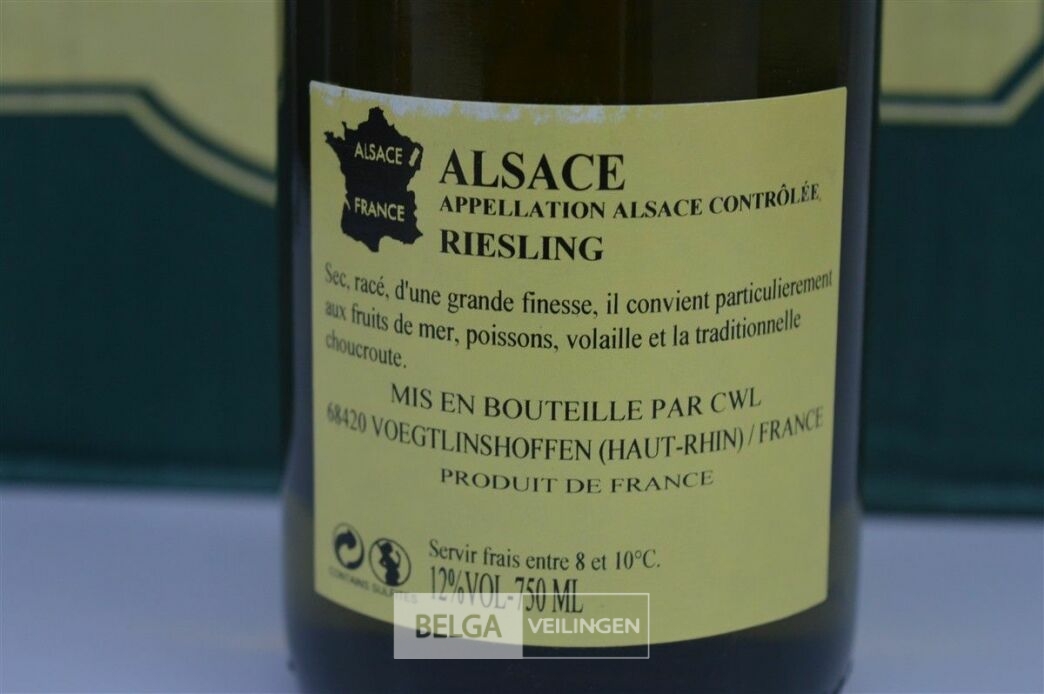 ALSACE
FRANCE
ALSACE
APPELLATION ALSACE CONTRÔLÉE
RIESLING
Sec, racé, d'une grande finesse, il convient particulierement
aux fruits de mer, poissons, volaille et la traditionnelle
choucroute.
MIS EN BOUTEILLE PAR CWL
68420 VOEGTLINSHOFFEN (HAUT-RHIN) / FRANCE
PRODUIT DE FRANCE
CONTAINS SULFITES
Servir frais entre 8 et 10°C.
12%VOL-750 ML
BELGA VEILINGEN